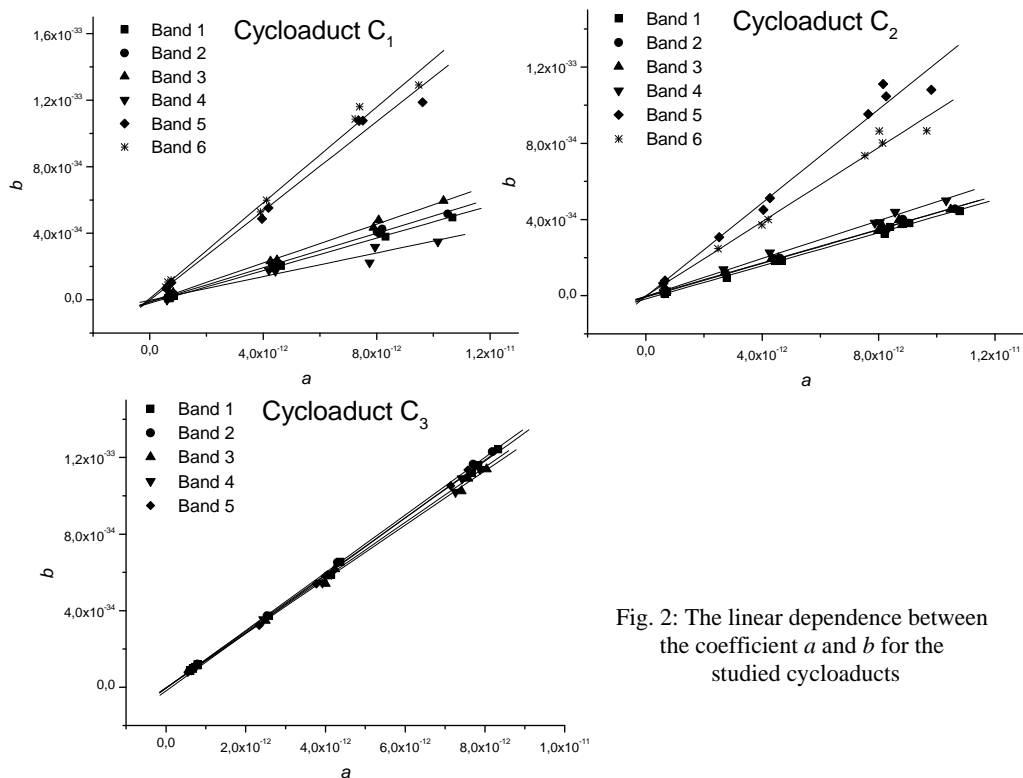 Cycloaduct C1
Band 1
Band 2
Band 3
Band 4
Band 5
Band 6
1,6x10-33
1,2x10-33
8,0x10-34
4,0x10-34
0,0
b
0,0
4,0x10-12
8,0x10-12
1,2x10-11
a
Cycloaduct C2
Band 1
Band 2
Band 3
Band 4
Band 5
Band 6
1,2x10-33
8,0x10-34
4,0x10-34
0,0
b
0,0
4,0x10-12
8,0x10-12
1,2x10-11
a
Cycloaduct C3
Band 1
Band 2
Band 3
Band 4
Band 5
1,2x10-33
8,0x10-34
4,0x10-34
0,0
b
0,0
2,0x10-12
4,0x10-12
6,0x10-12
8,0x10-12
1,0x10-11
a
Fig. 2: The linear dependence between
the coefficient a and b for the
studied cycloaducts